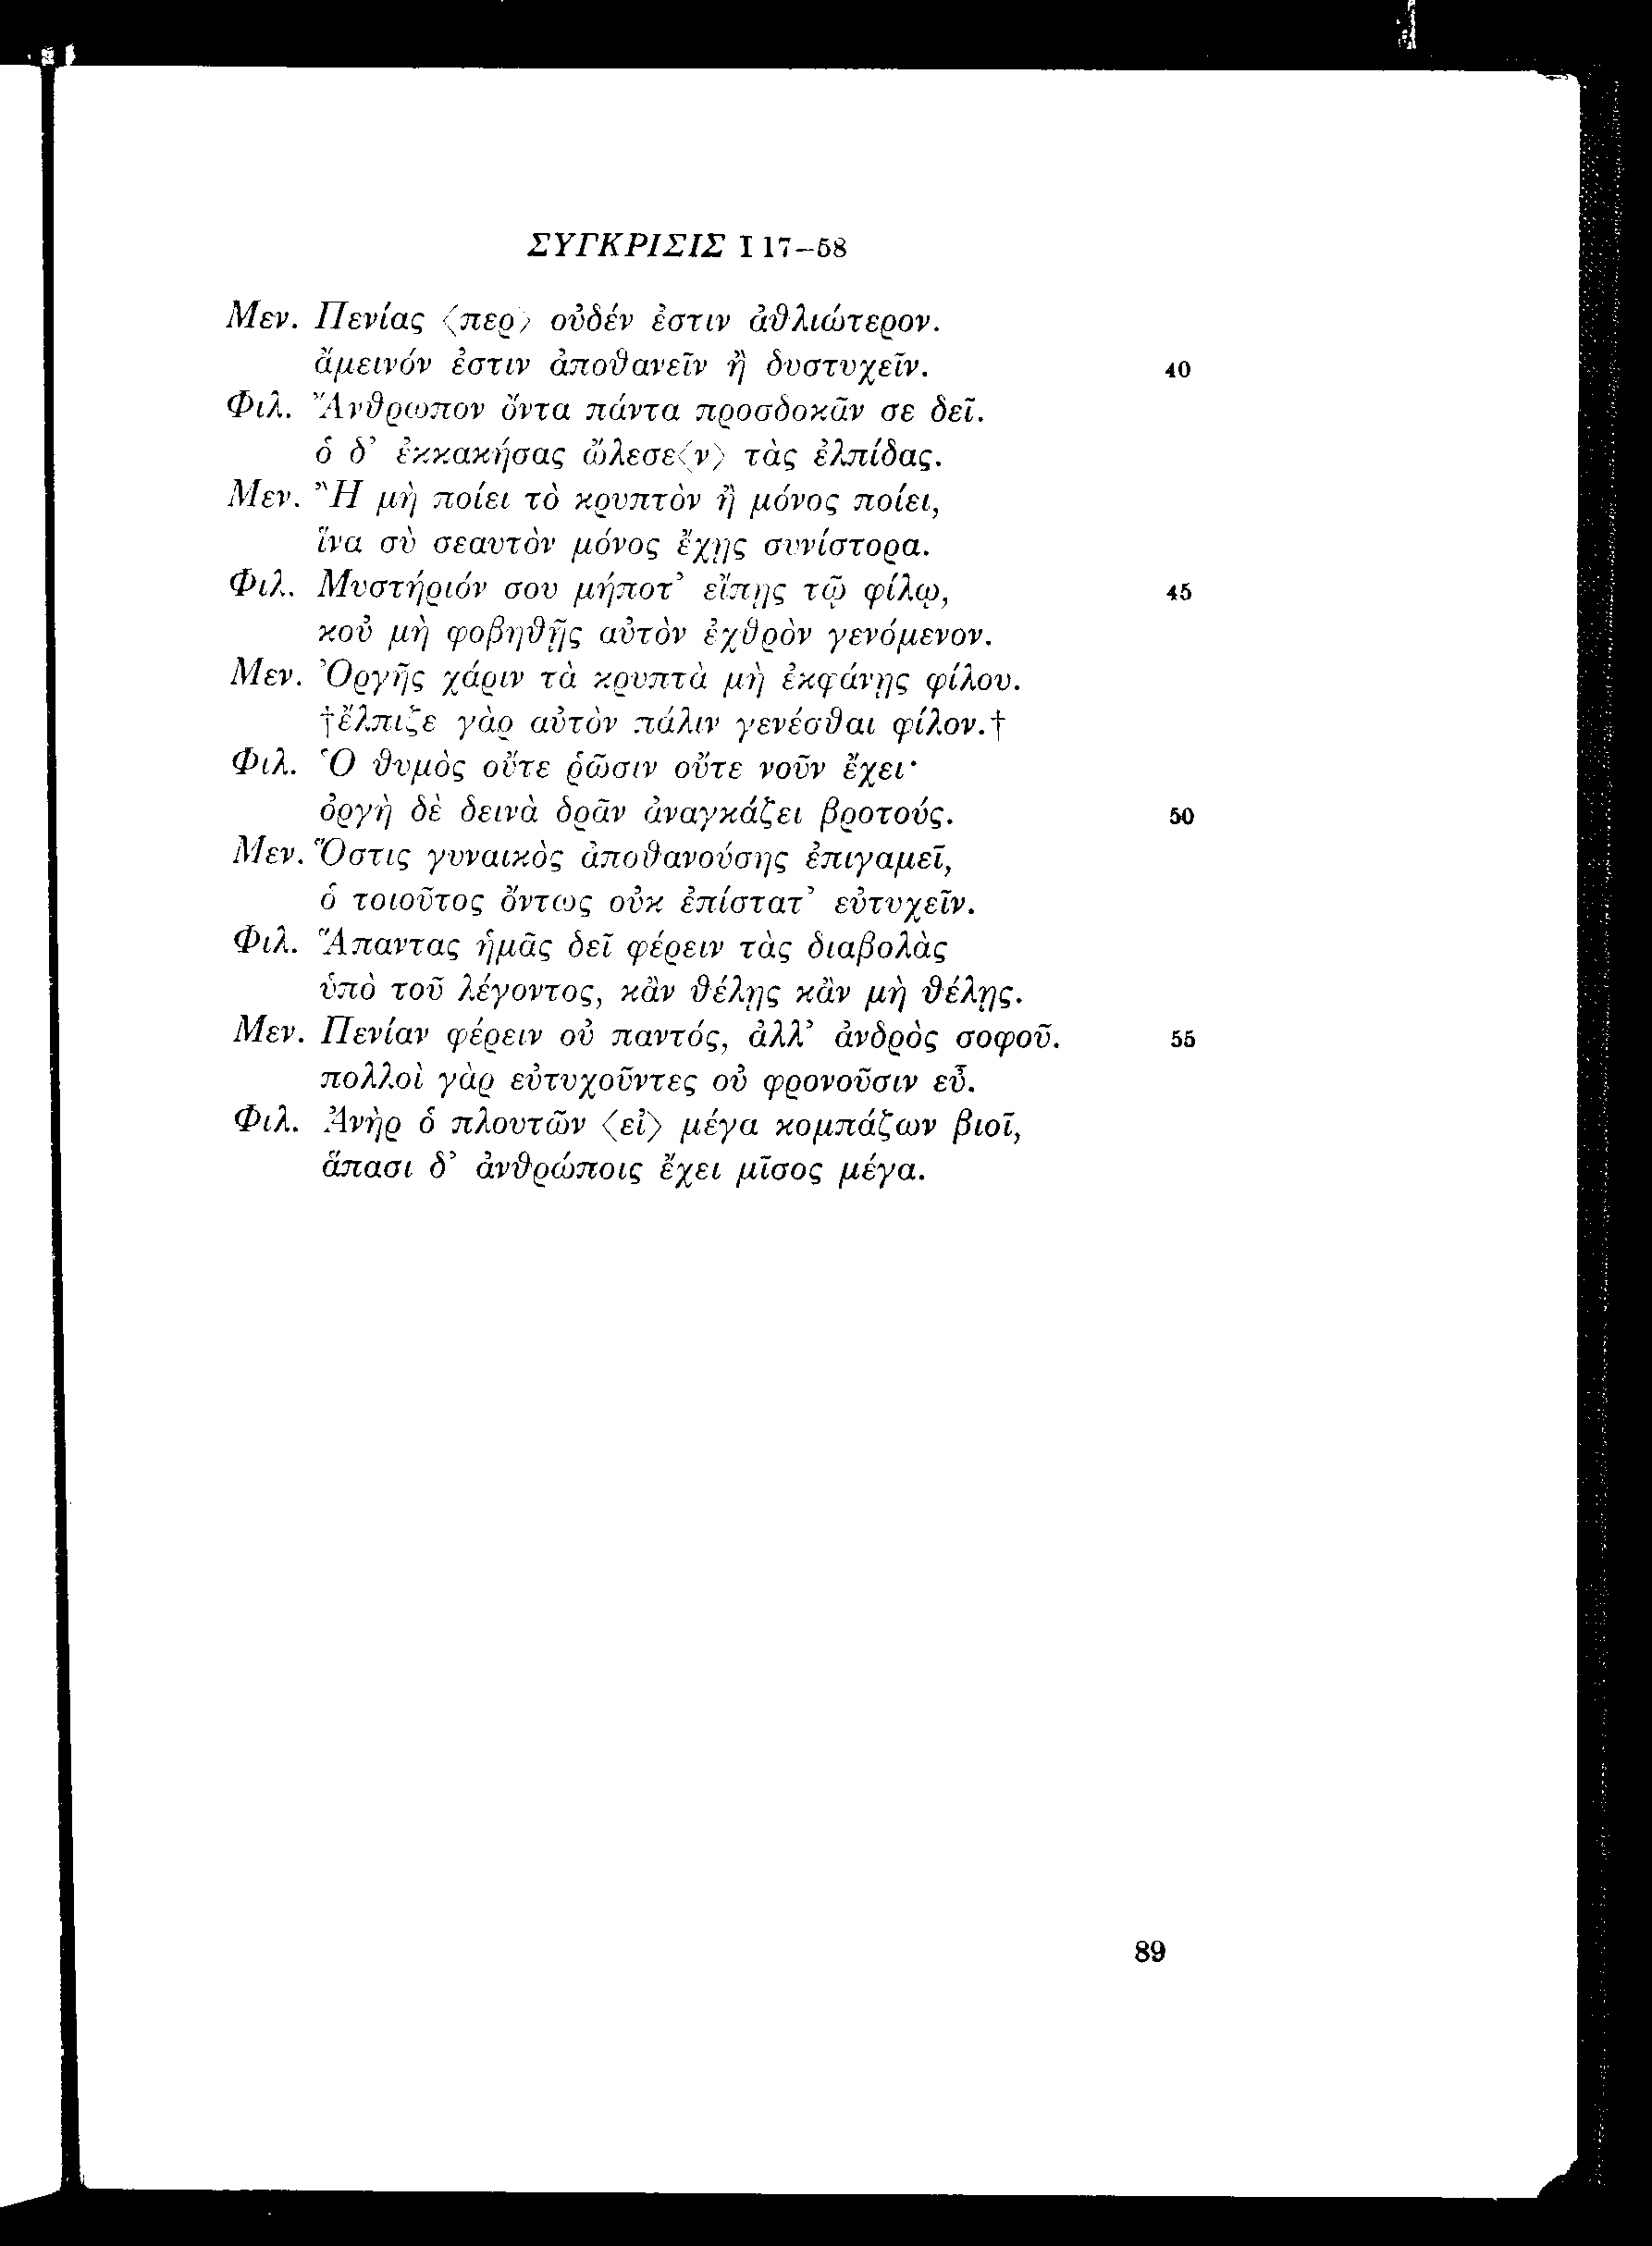 ΣΥΓΚΡΙΣΙΣ I 17–58
Μεν. Πενίας ⟨περ⟩ οὐδέν ἐστιν ἀθλιώτερον.
ἄμεινόν ἐστιν ἀποθανεῖν ἢ δυστυχεῖν. 40
Φιλ. Ἄνθρωπον ὄντα πάντα προσδοκᾶν σε δεῖ.
ὁ δ’ ἐκκακήσας ὤλεσε⟨ν⟩ τὰς ἐλπίδας.
Μεν. Ἢ μὴ ποίει τὸ κρυπτὸν ἢ μόνος ποίει,
ἵνα σὺ σεαυτὸν μόνος ἔχῃς συνίστορα.
Φιλ. Μυστήριόν σου μήποτ’ εἴπῃς τῷ φίλῳ, 45
κοὐ μὴ φοβηθῇς αὐτὸν ἐχθρὸν γενόμενον.
Μεν. Ὀργῆς χάριν τὰ κρυπτὰ μὴ ἐκφάνῃς φίλου.
†ἔλπιζε γὰρ αὐτὸν πάλιν γενέσθαι φίλον.†
Φιλ. Ὁ θυμὸς οὔτε ῥῶσιν οὔτε νοῦν ἔχει·
ὀργὴ δὲ δεινὰ δρᾶν ἀναγκάζει βροτούς. 50
Μεν. Ὅστις γυναικὸς ἀποθανούσης ἐπιγαμεῖ,
ὁ τοιοῦτος ὄντως οὐκ ἐπίστατ’ εὐτυχεῖν.
Φιλ. Ἅπαντας ἡμᾶς δεῖ φέρειν τὰς διαβολὰς
ὑπὸ τοῦ λέγοντος, κἂν θέλῃς κἂν μὴ θέλῃς.
Μεν. Πενίαν φέρειν οὐ παντός, ἀλλ’ ἀνδρὸς σοφοῦ. 55
πολλοὶ γὰρ εὐτυχοῦντες οὐ φρονοῦσιν εὖ.
Φιλ. Ἀνὴρ ὁ πλουτῶν ⟨εἰ⟩ μέγα κομπάζων βιοῖ,
ἅπασι δ’ ἀνθρώποις ἔχει μῖσος μέγα.
89